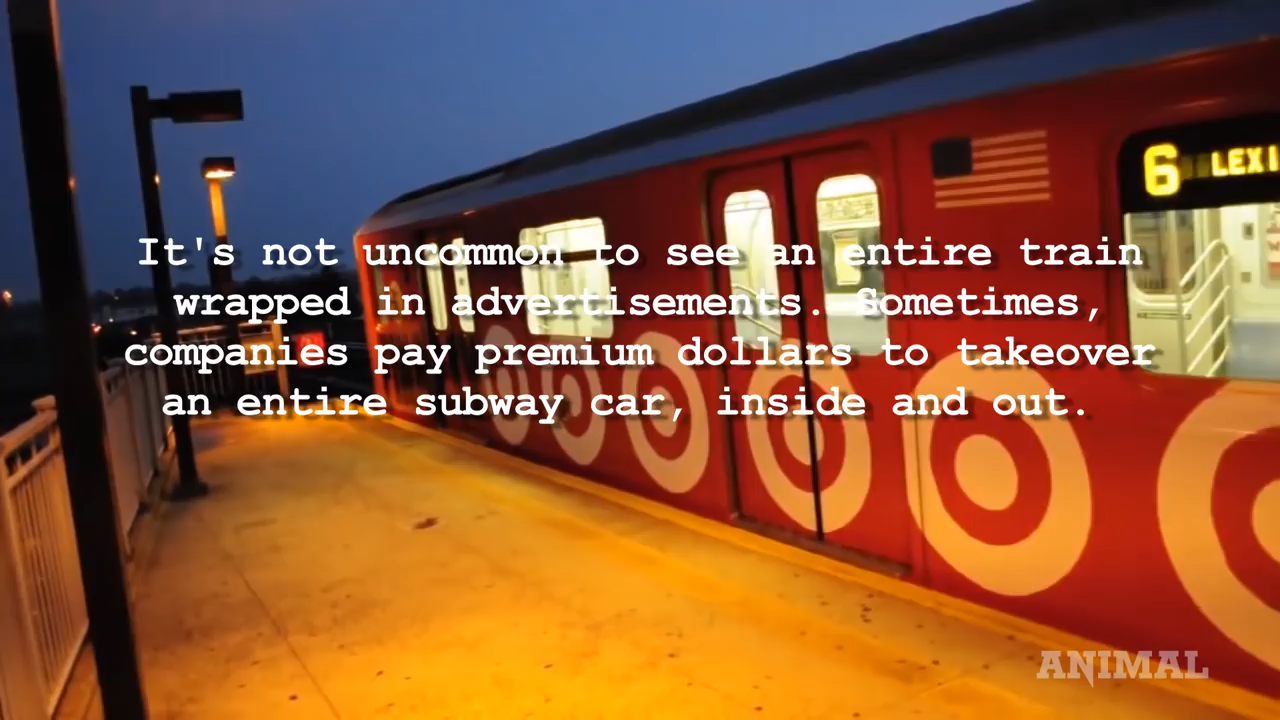 6 LEXI
It's not uncommon to see an entire train
wrapped in advertisements. Sometimes,
companies pay premium dollars to takeover
an entire subway car, inside and out.
ANIMAL